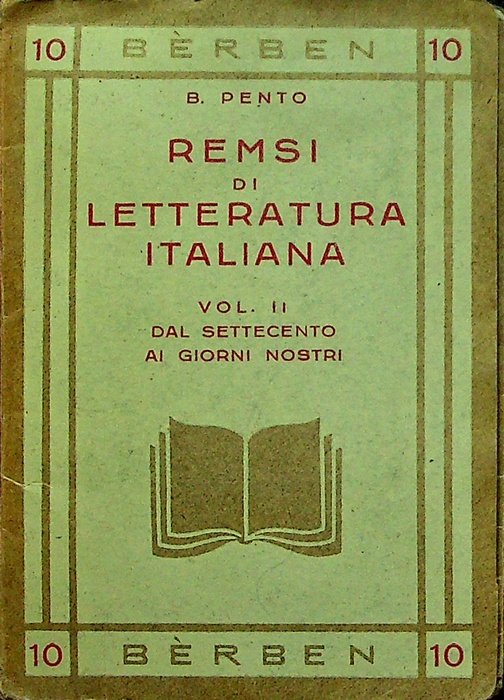 10 BÈRBEN 10
B. PENTO
REMSI
DI
LETTERATURA
ITALIANA
VOL. II
DAL SETTECENTO
AI GIORNI NOSTRI
10 BÈRBEN 10